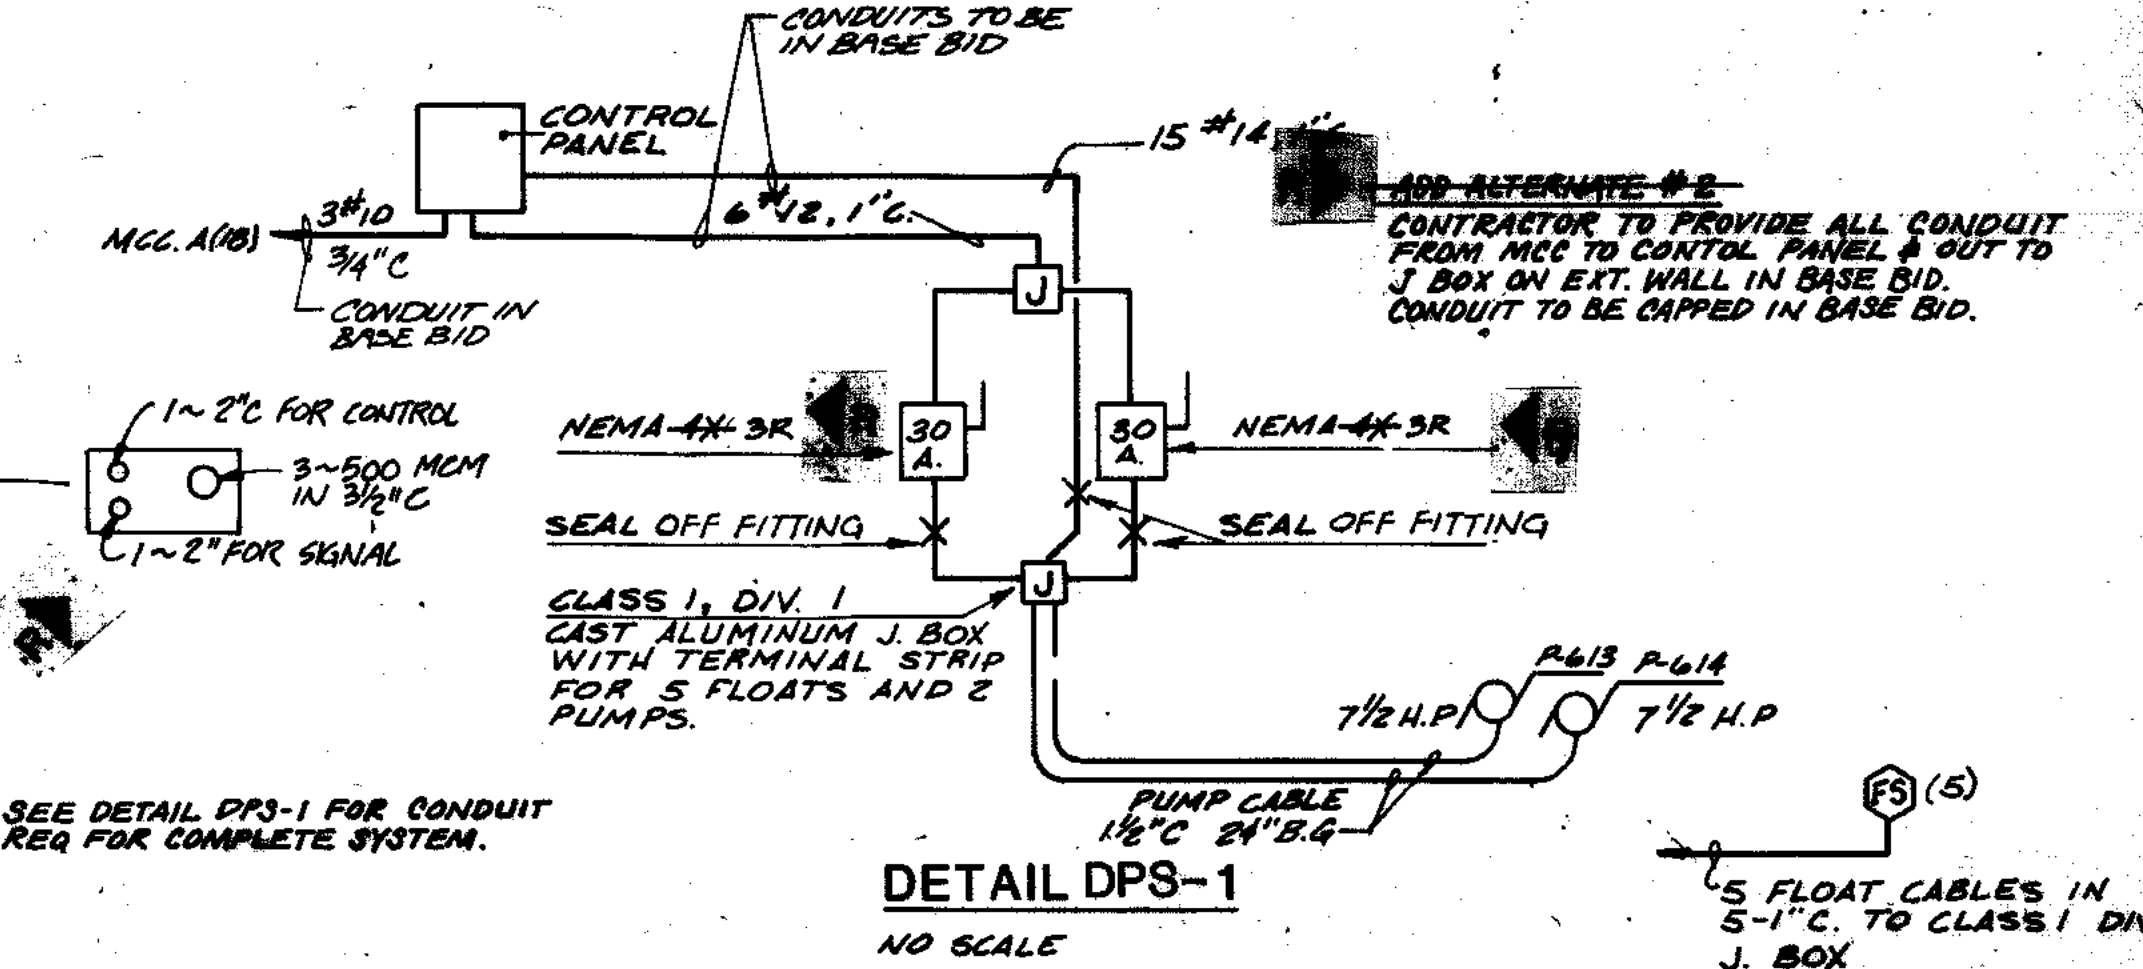 CONDUITS TO BE
IN BASE BID
CONTROL
PANEL
15 #14, 1"C
ADD ALTERNATE #2
CONTRACTOR TO PROVIDE ALL CONDUIT
FROM MCC TO CONTOL PANEL & OUT TO
J BOX ON EXT. WALL IN BASE BID.
CONDUIT TO BE CAPPED IN BASE BID.
6 #12, 1"C.
3#10
MCC. A(18)
3/4"C
CONDUIT IN
BASE BID
J
1~2"C FOR CONTROL
3~500 MCM
IN 3½"C
1~2" FOR SIGNAL
NEMA 4X 3R
R
30
A.
30
A.
NEMA 4X 3R
SEAL OFF FITTING
SEAL OFF FITTING
J
CLASS 1, DIV. 1
CAST ALUMINUM J. BOX
WITH TERMINAL STRIP
FOR 5 FLOATS AND 2
PUMPS.
R
P-613
P-614
7½ H.P
7½ H.P
PUMP CABLE
1½"C 24" B.G
FS (5)
5 FLOAT CABLES IN
5-1"C. TO CLASS 1 DIV
J. BOX
SEE DETAIL DPS-1 FOR CONDUIT
REQ FOR COMPLETE SYSTEM.
DETAIL DPS-1
NO SCALE